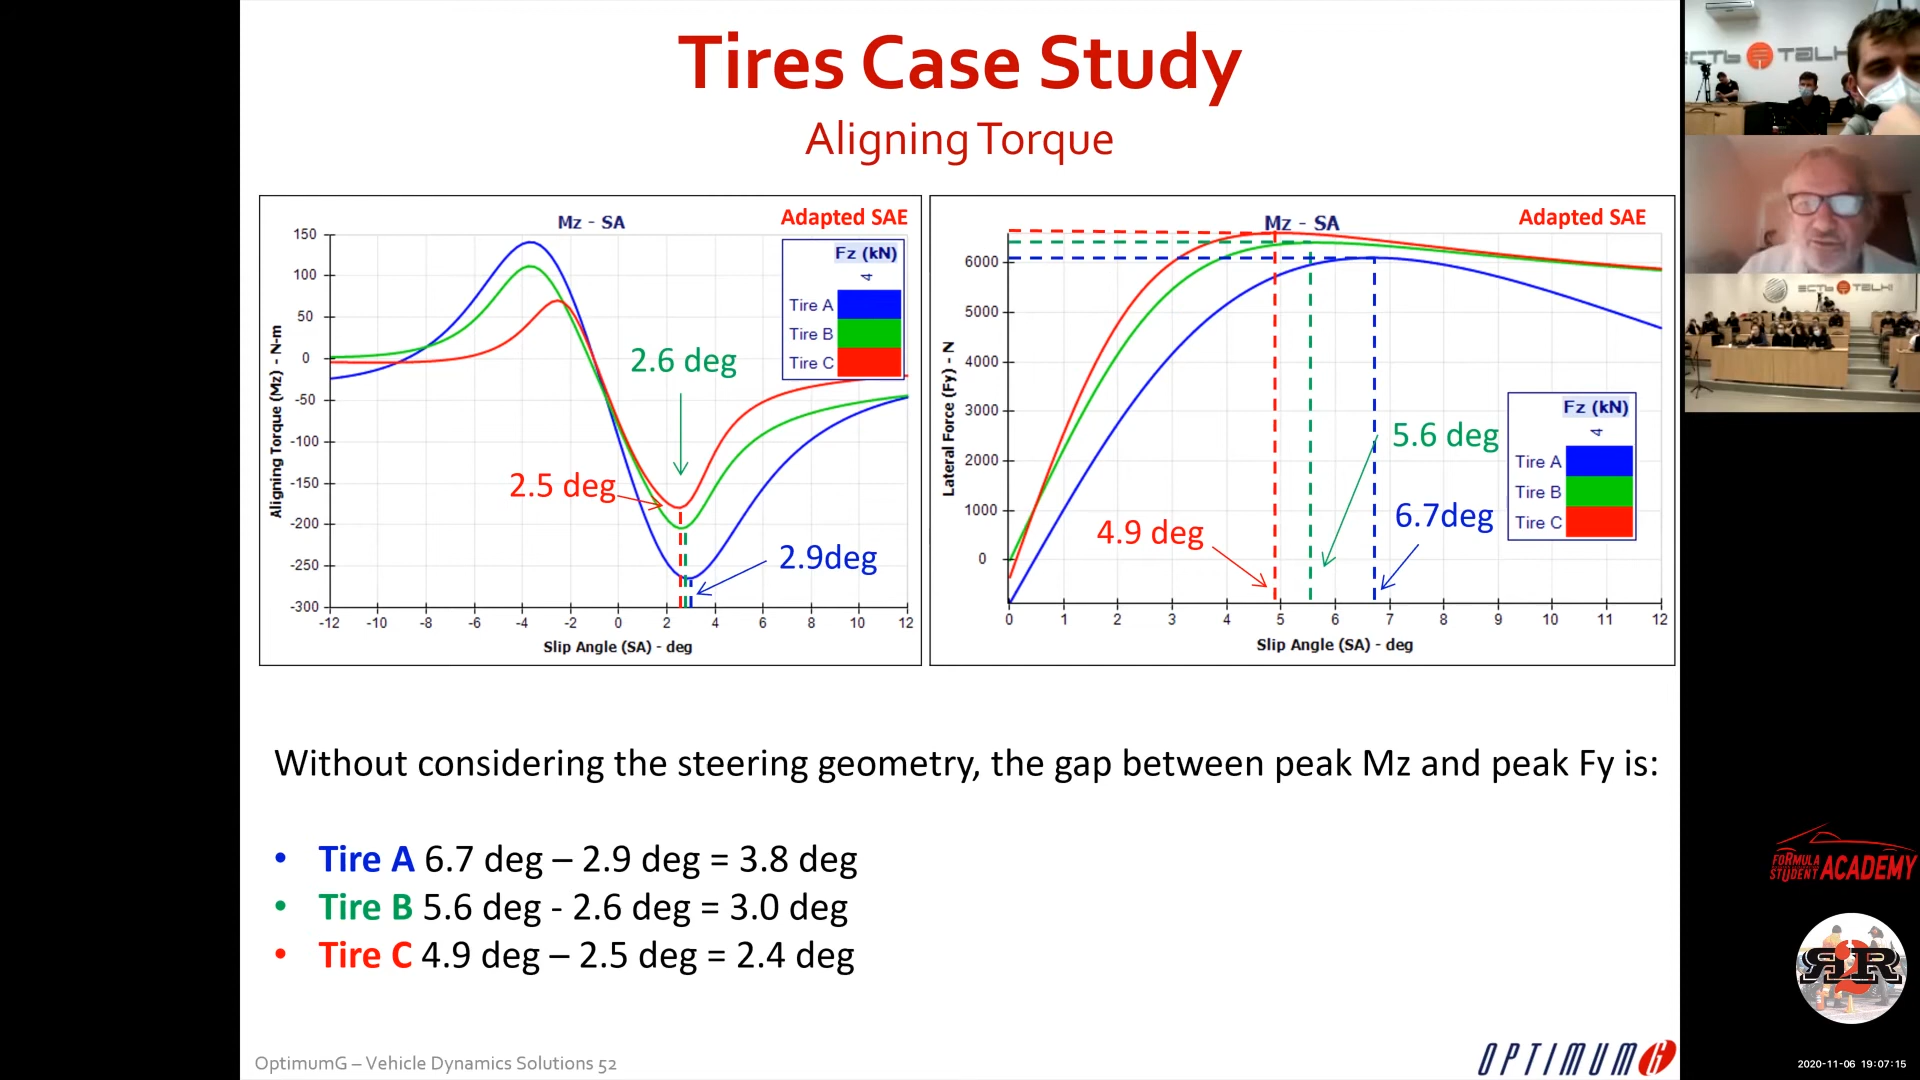 Tires Case Study
Aligning Torque
Mz - SA
Adapted SAE
Fz (kN)
4
Tire A
Tire B
Tire C
Aligning Torque (Mz) - N-m
150
100
50
0
-50
-100
-150
-200
-250
-300
2.6 deg
2.5 deg
2.9deg
-12 -10 -8 -6 -4 -2 0 2 4 6 8 10 12
Slip Angle (SA) - deg
Mz - SA
Adapted SAE
Lateral Force (Fy) - N
6000
5000
4000
3000
2000
1000
0
Fz (kN)
4
Tire A
Tire B
Tire C
5.6 deg
6.7deg
4.9 deg
0 1 2 3 4 5 6 7 8 9 10 11 12
Slip Angle (SA) - deg
Without considering the steering geometry, the gap between peak Mz and peak Fy is:
• Tire A 6.7 deg – 2.9 deg = 3.8 deg
• Tire B 5.6 deg - 2.6 deg = 3.0 deg
• Tire C 4.9 deg – 2.5 deg = 2.4 deg
OptimumG – Vehicle Dynamics Solutions 52
OPTIMUMG
FORMULA
STUDENT ACADEMY
2020-11-06 19:07:15